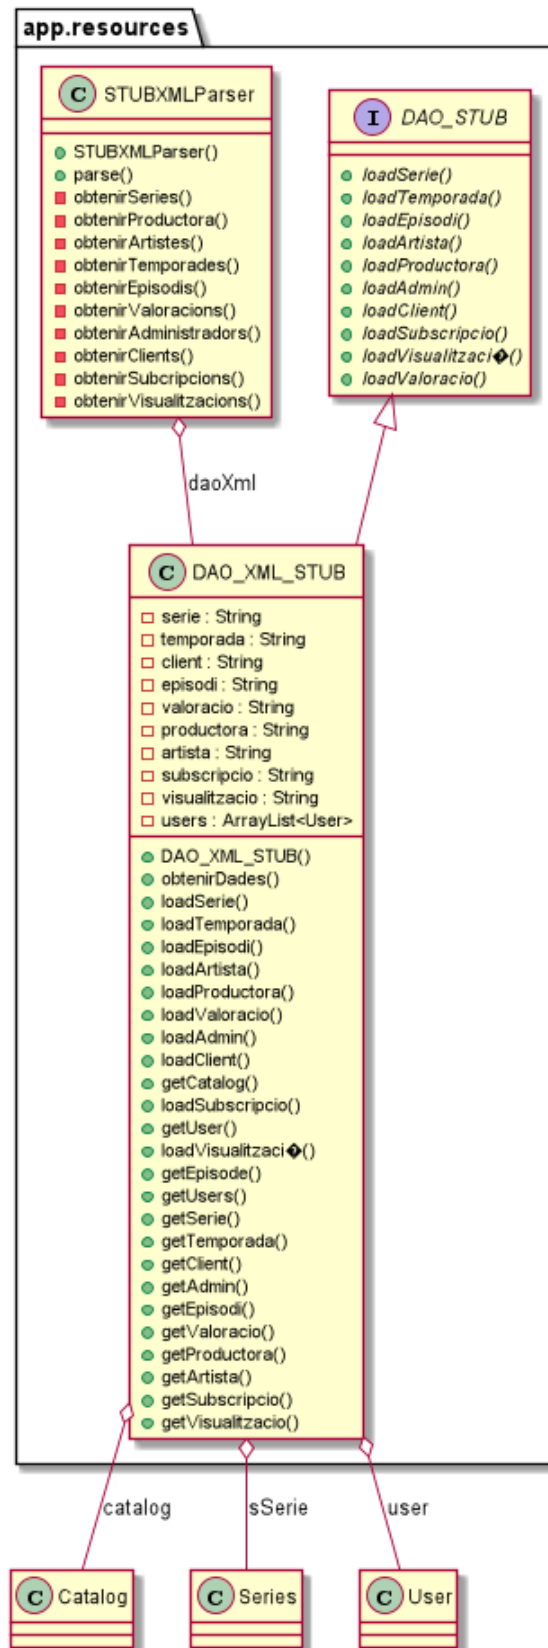 app.resources
C STUBXMLParser
STUBXMLParser()
parse()
obtenirSeries()
obtenirProductora()
obtenirArtistes()
obtenirTemporades()
obtenirEpisodis()
obtenirValoracions()
obtenirAdministradors()
obtenirClients()
obtenirSubcripcions()
obtenirVisualitzacions()
I DAO_STUB
loadSerie()
loadTemporada()
loadEpisodi()
loadArtista()
loadProductora()
loadAdmin()
loadClient()
loadSubscripcio()
loadVisualitzaci�()
loadValoracio()
daoXml
C DAO_XML_STUB
serie : String
temporada : String
client : String
episodi : String
valoracio : String
productora : String
artista : String
subscripcio : String
visualitzacio : String
users : ArrayList<User>
DAO_XML_STUB()
obtenirDades()
loadSerie()
loadTemporada()
loadEpisodi()
loadArtista()
loadProductora()
loadValoracio()
loadAdmin()
loadClient()
getCatalog()
loadSubscripcio()
getUser()
loadVisualitzaci�()
getEpisode()
getUsers()
getSerie()
getTemporada()
getClient()
getAdmin()
getEpisodi()
getValoracio()
getProductora()
getArtista()
getSubscripcio()
getVisualitzacio()
catalog
sSerie
user
C Catalog
C Series
C User